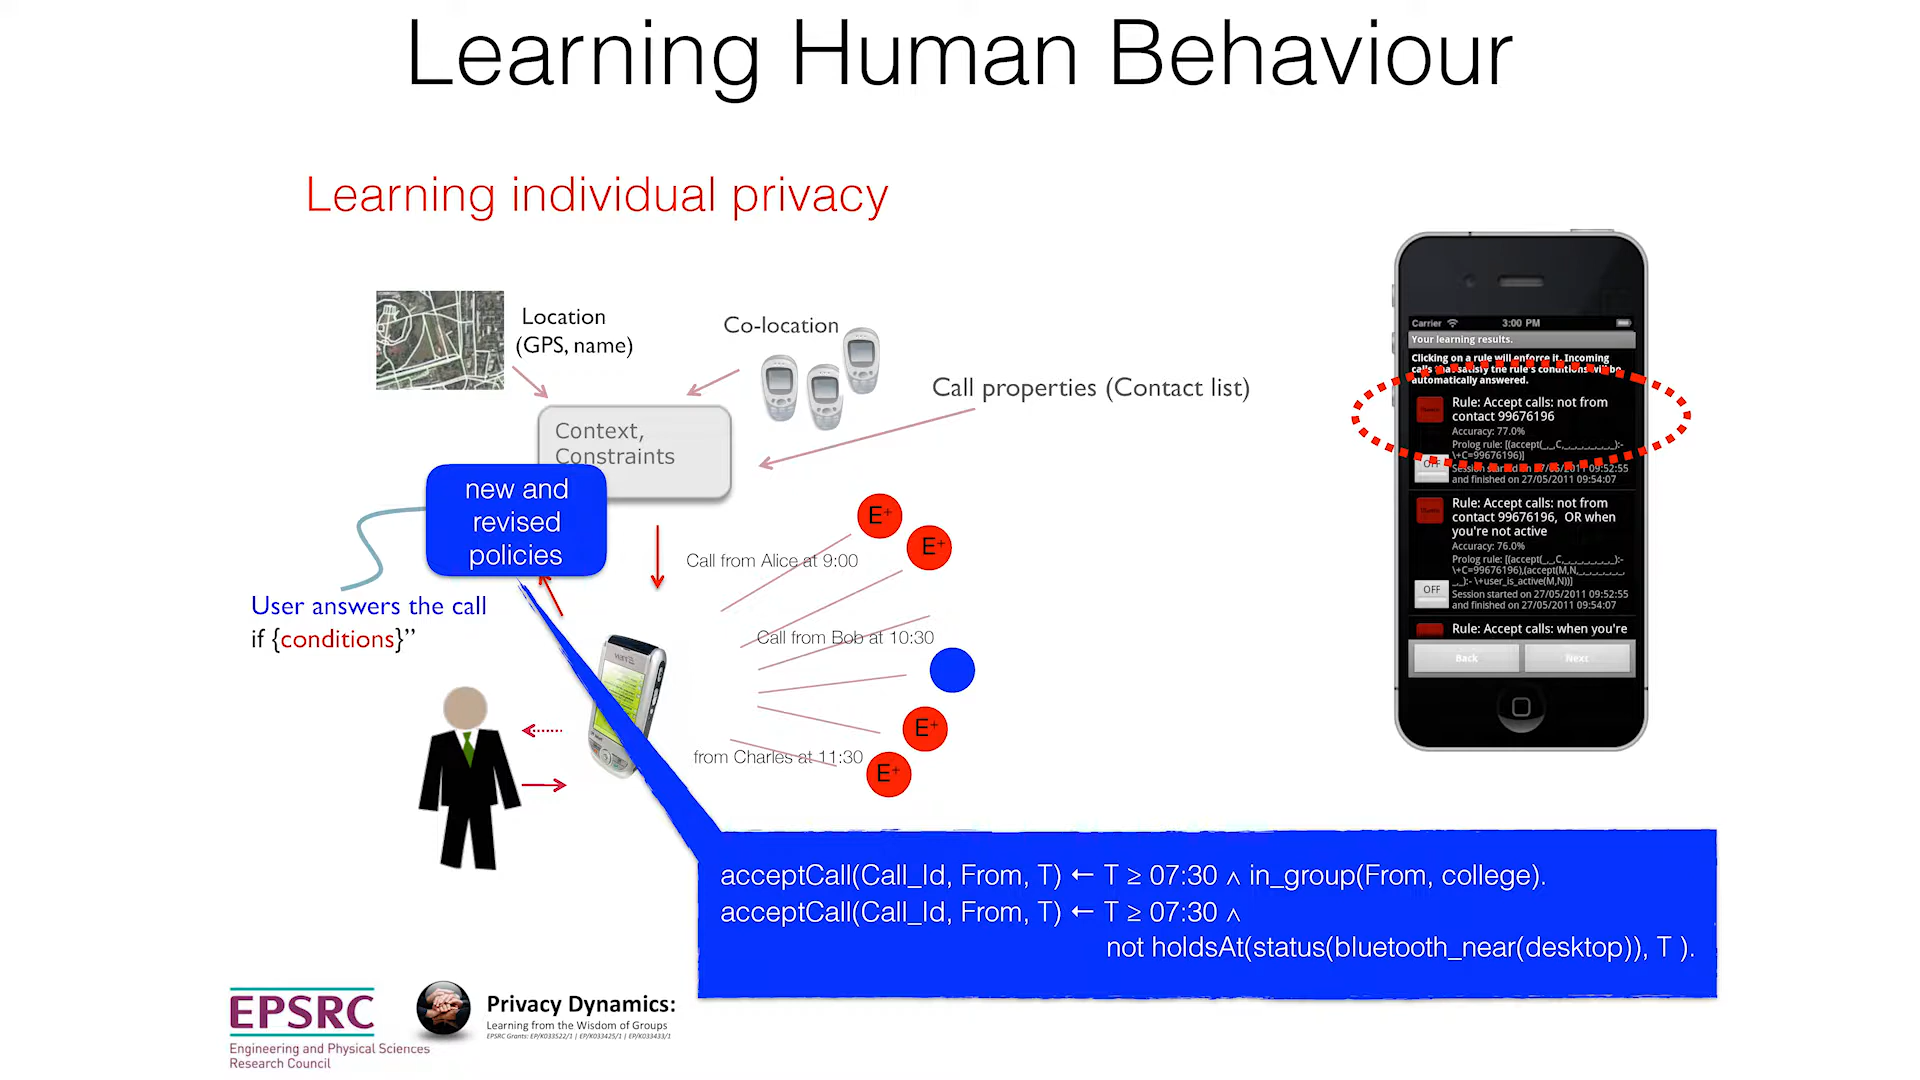 Learning Human Behaviour
Learning individual privacy
Location
(GPS, name)
Co-location
Call properties (Contact list)
Context,
Constraints
new and
revised
policies
User answers the call
if {conditions}”
E+
E+
Call from Alice at 9:00
Call from Bob at 10:30
E+
from Charles at 11:30
E+
Carrier 3:00 PM
Your learning results.
Clicking on a rule will enforce it. Incoming
calls that satisfy the rule's conditions will be
automatically answered.
Rule: Accept calls: not from
contact 99676196
Accuracy: 77.0%
Prolog rule: [(accept(_,_,C,_,_,_,_,_,_,_):-
\+C=99676196)]
OFF
Session started on 27/05/2011 09:52:55
and finished on 27/05/2011 09:54:07
Rule: Accept calls: not from
contact 99676196, OR when
you're not active
Accuracy: 76.0%
Prolog rule: [(accept(_,_,C,_,_,_,_,_,_,_):-
\+C=99676196),(accept(M,N,_,_,_,_,_,_,
_,_):- \+user_is_active(M,N))]
OFF
Session started on 27/05/2011 09:52:55
and finished on 27/05/2011 09:54:07
Rule: Accept calls: when you're
Back Next
acceptCall(Call_Id, From, T) ← T ≥ 07:30 ∧ in_group(From, college).
acceptCall(Call_Id, From, T) ← T ≥ 07:30 ∧
not holdsAt(status(bluetooth_near(desktop)), T ).
EPSRC
Engineering and Physical Sciences
Research Council
Privacy Dynamics:
Learning from the Wisdom of Groups
EPSRC Grants: EP/K033522/1 | EP/K033425/1 | EP/K033433/1